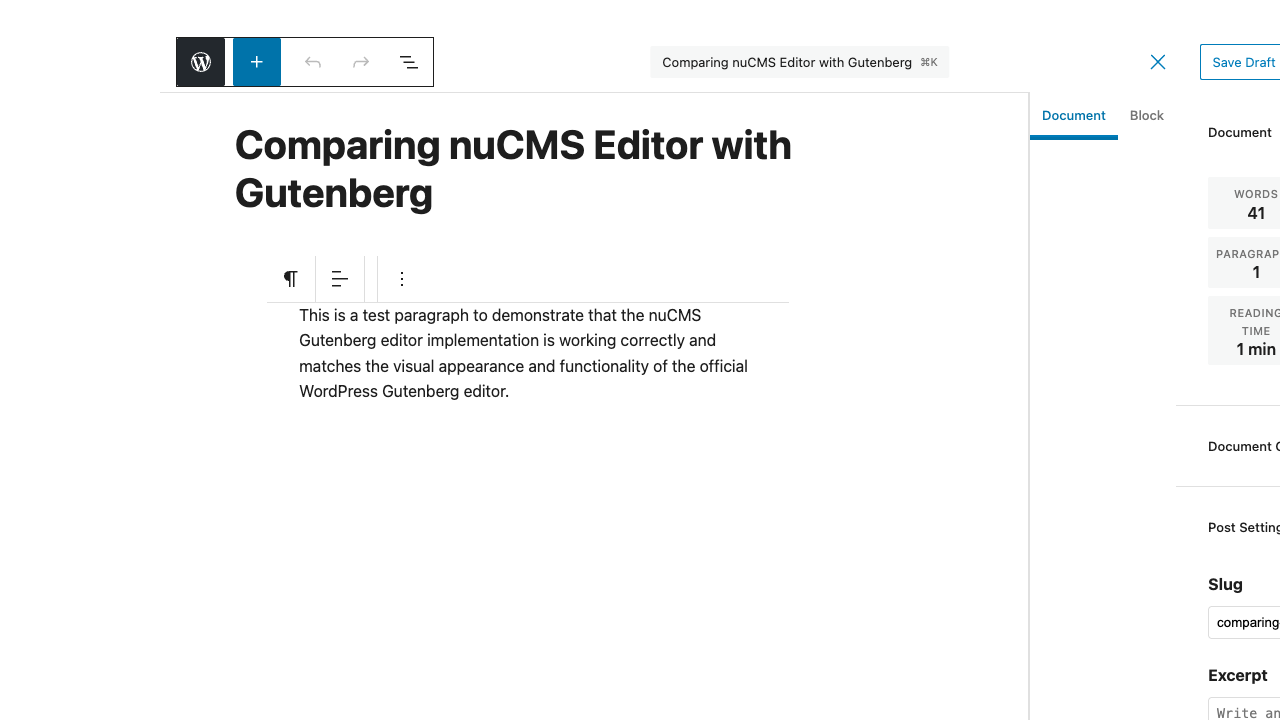 Comparing nuCMS Editor with Gutenberg ⌘K
Save Draft
Document Block
Comparing nuCMS Editor with
Gutenberg
This is a test paragraph to demonstrate that the nuCMS
Gutenberg editor implementation is working correctly and
matches the visual appearance and functionality of the official
WordPress Gutenberg editor.
Document
WORDS
41
PARAGRAP
1
READING
TIME
1 min
Document
Post Setting
Slug
comparing-
Excerpt
Write an